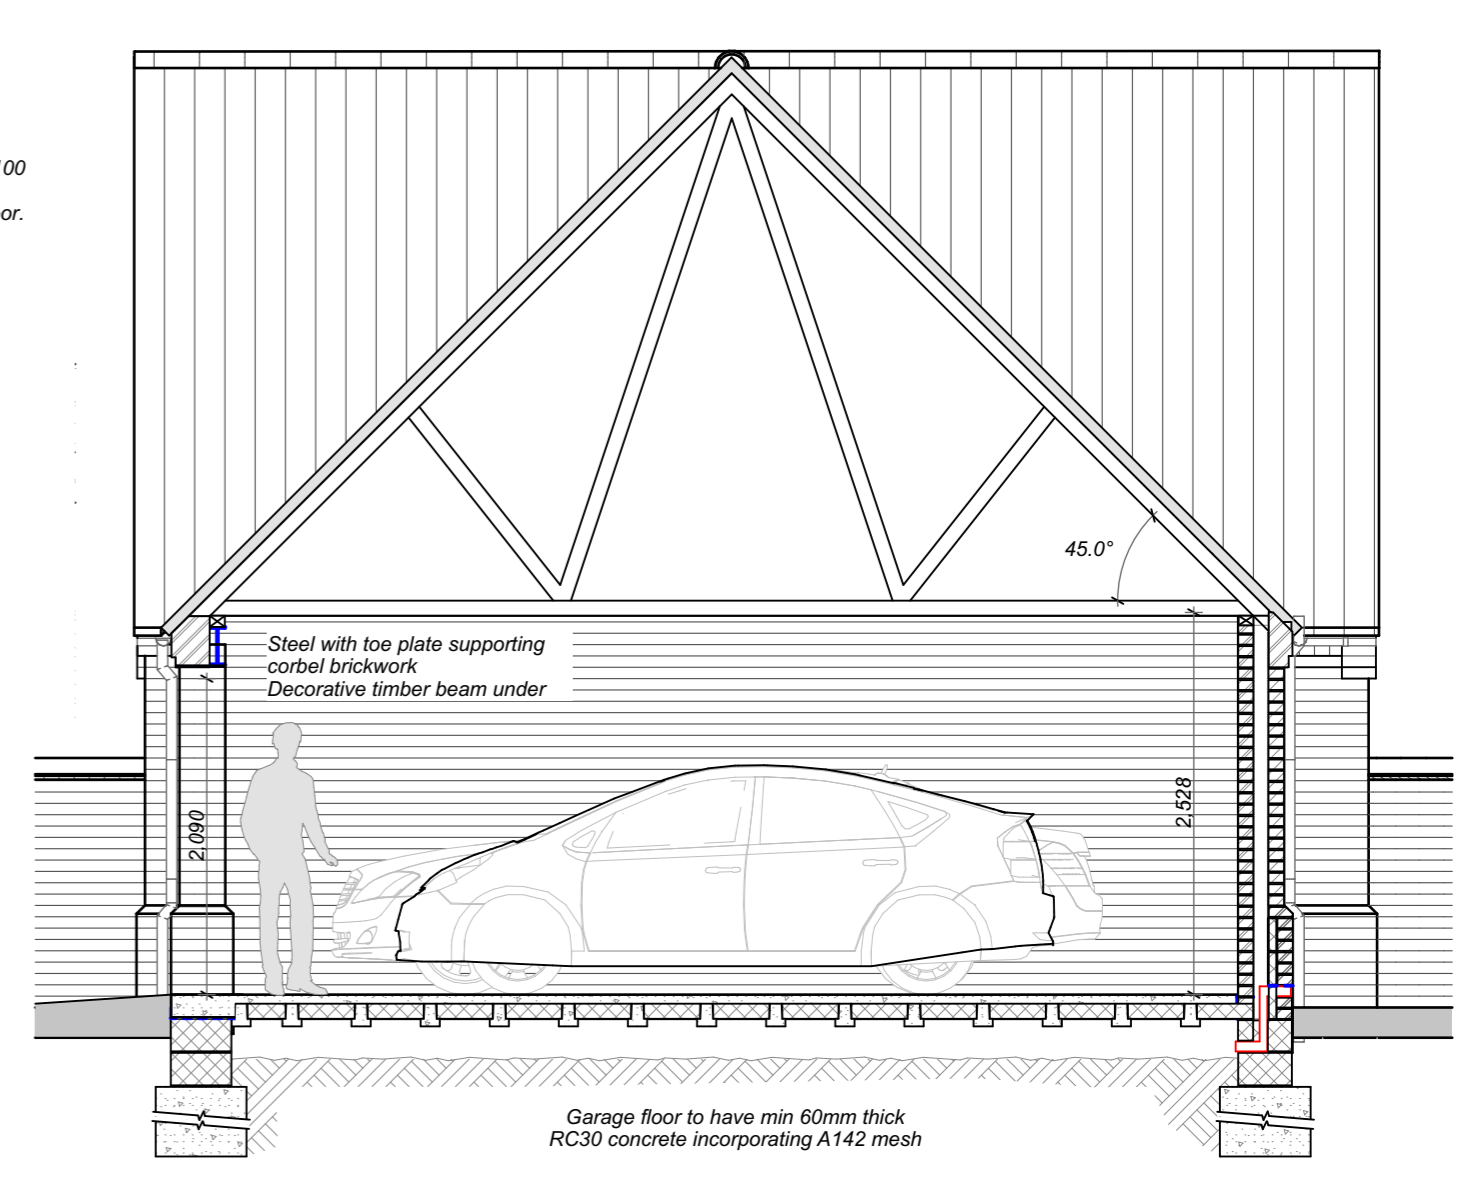 100
or.
45.0°
Steel with toe plate supporting
corbel brickwork
Decorative timber beam under
2,090
2,528
Garage floor to have min 60mm thick
RC30 concrete incorporating A142 mesh